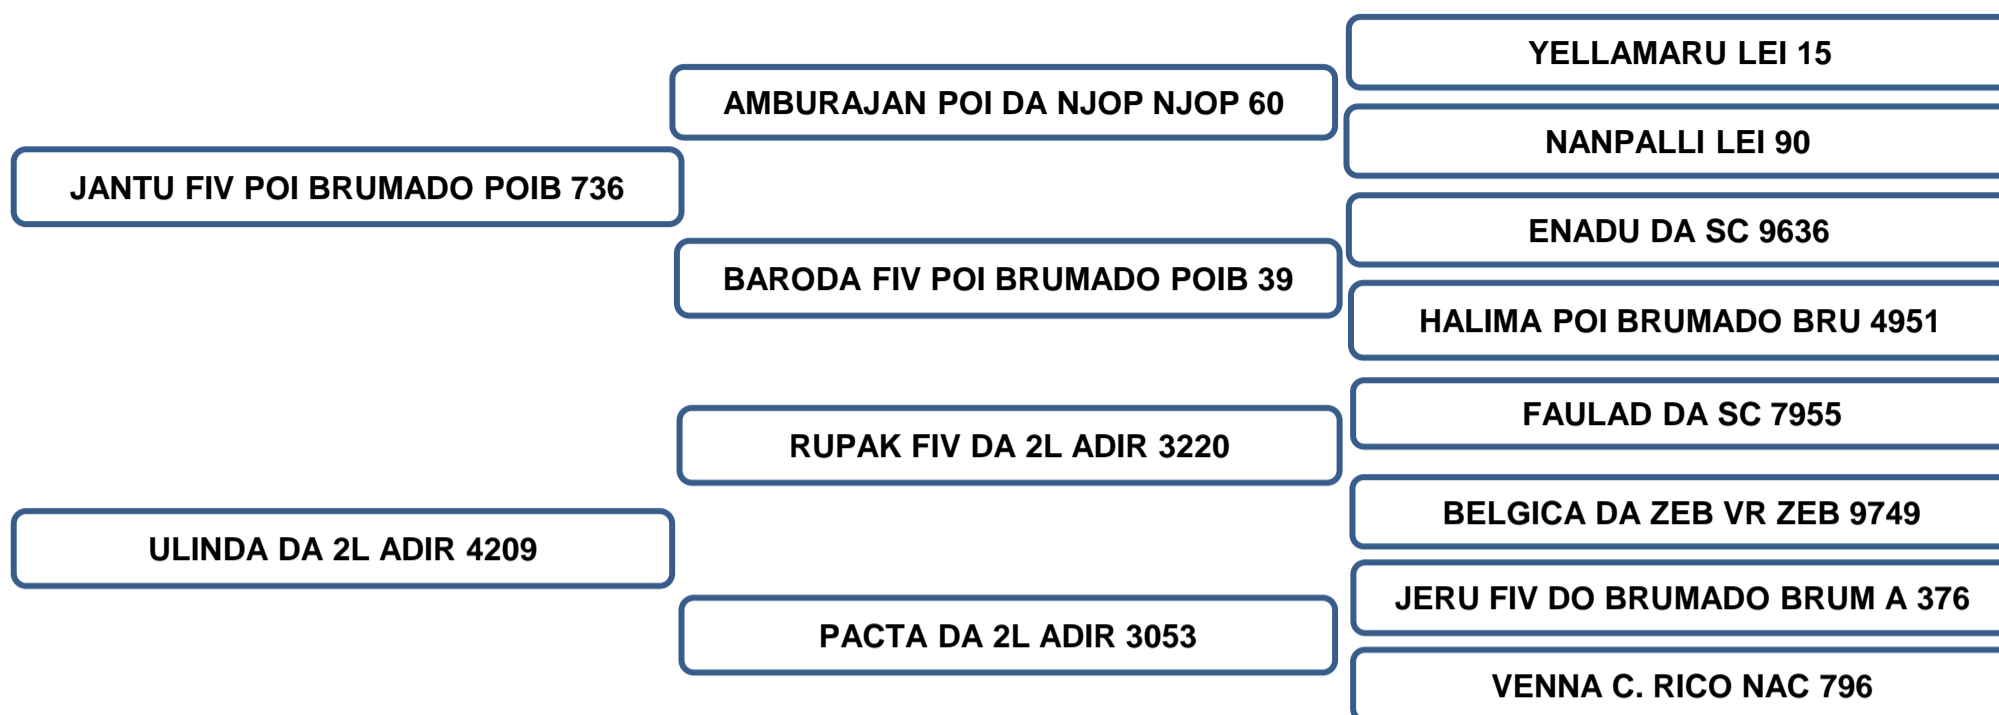 YELLAMARU LEI 15
AMBURAJAN POI DA NJOP NJOP 60
NANPALLI LEI 90
JANTU FIV POI BRUMADO POIB 736
ENADU DA SC 9636
BARODA FIV POI BRUMADO POIB 39
HALIMA POI BRUMADO BRU 4951
FAULAD DA SC 7955
RUPAK FIV DA 2L ADIR 3220
BELGICA DA ZEB VR ZEB 9749
ULINDA DA 2L ADIR 4209
JERU FIV DO BRUMADO BRUM A 376
PACTA DA 2L ADIR 3053
VENNA C. RICO NAC 796